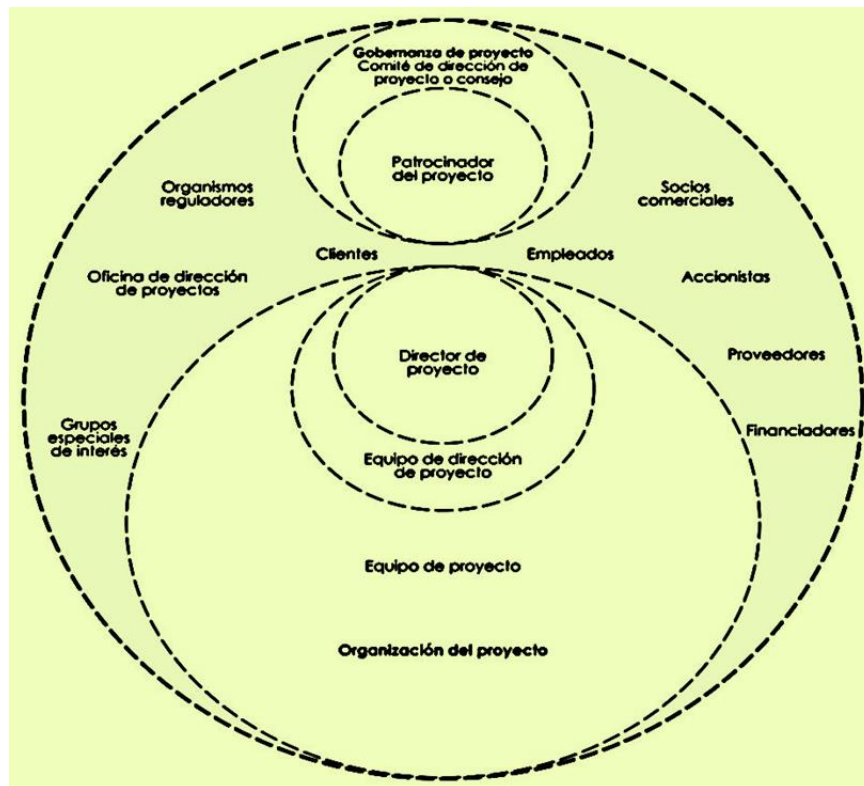 Gobernanza de proyecto
Comité de dirección de
proyecto o consejo
Patrocinador
del proyecto
Organismos
reguladores
Socios
comerciales
Clientes
Empleados
Oficina de dirección
de proyectos
Accionistas
Director de
proyecto
Proveedores
Grupos
especiales
de interés
Financiadores
Equipo de dirección
de proyecto
Equipo de proyecto
Organización del proyecto